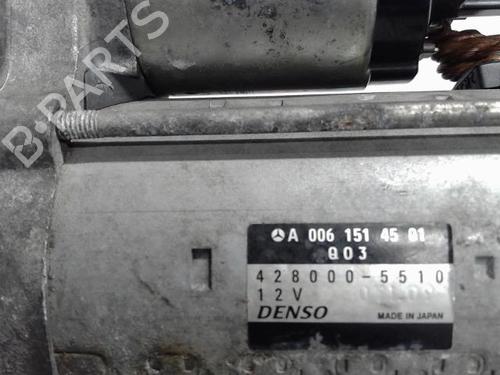 B-PARTS
A 006 151 45 01
Q03
428000-5510
12V
DENSO
MADE IN JAPAN